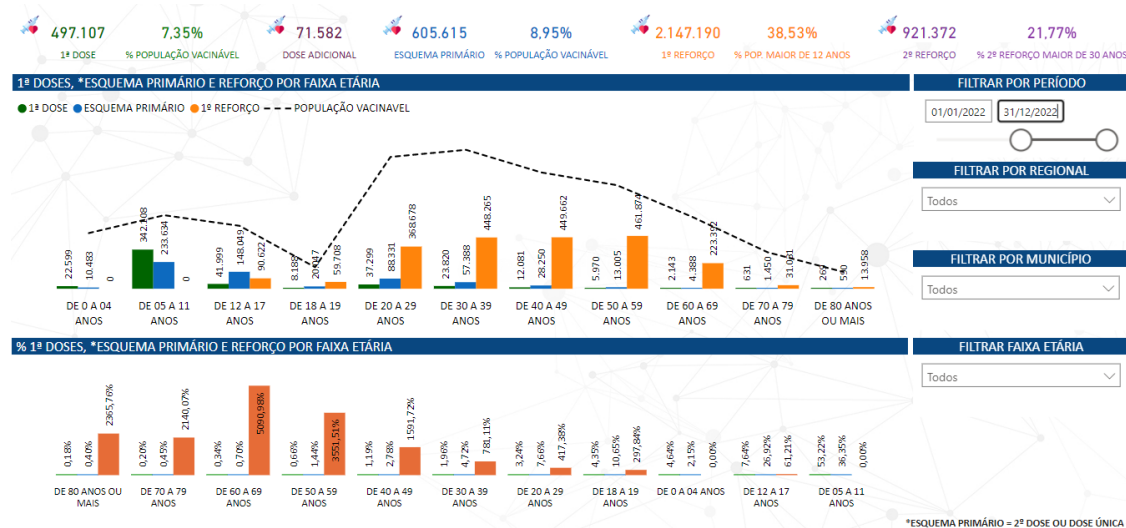 497.107 7,35% 71.582 605.615 8,95% 2.147.190 38,53% 921.372 21,77%
1ª DOSE % POPULAÇÃO VACINÁVEL DOSE ADICIONAL ESQUEMA PRIMÁRIO % POPULAÇÃO VACINÁVEL 1º REFORÇO % POP. MAIOR DE 12 ANOS 2º REFORÇO % 2º REFORÇO MAIOR DE 30 ANOS
1ª DOSES, *ESQUEMA PRIMÁRIO E REFORÇO POR FAIXA ETÁRIA
1ª DOSE ESQUEMA PRIMÁRIO 1º REFORÇO POPULAÇÃO VACINAVEL
22.599 10.483 0 342.108 233.634 0 41.999 148.049 90.622 59.708 37.299 88.331 368.678 23.820 57.388 448.265 12.081 28.250 449.662 5.970 13.005 461.874 2.143 4.388 223.392 631 1.450 13.958
DE 0 A 04 DE 05 A 11 DE 12 A 17 DE 18 A 19 DE 20 A 29 DE 30 A 39 DE 40 A 49 DE 50 A 59 DE 60 A 69 DE 70 A 79 DE 80 ANOS
ANOS ANOS ANOS ANOS ANOS ANOS ANOS ANOS ANOS ANOS OU MAIS
FILTRAR POR PERÍODO
01/01/2022 31/12/2022
FILTRAR POR REGIONAL
Todos
FILTRAR POR MUNICÍPIO
Todos
% 1ª DOSES, *ESQUEMA PRIMÁRIO E REFORÇO POR FAIXA ETÁRIA
0,18% 0,40% 2365,76% 0,20% 0,45% 2140,07% 0,34% 0,70% 5090,98% 0,66% 1,44% 3551,51% 1,19% 2,78% 1591,72% 1,96% 4,72% 781,11% 3,24% 7,66% 417,38% 4,35% 10,65% 297,84% 4,64% 2,15% 0,00% 7,64% 26,92% 61,21% 53,22% 36,35% 0,00%
DE 80 ANOS OU DE 70 A 79 DE 60 A 69 DE 50 A 59 DE 40 A 49 DE 30 A 39 DE 20 A 29 DE 18 A 19 DE 0 A 04 ANOS DE 12 A 17 DE 05 A 11
MAIS ANOS ANOS ANOS ANOS ANOS ANOS ANOS ANOS ANOS
FILTRAR FAIXA ETÁRIA
Todos
*ESQUEMA PRIMÁRIO = 2ª DOSE OU DOSE ÚNICA